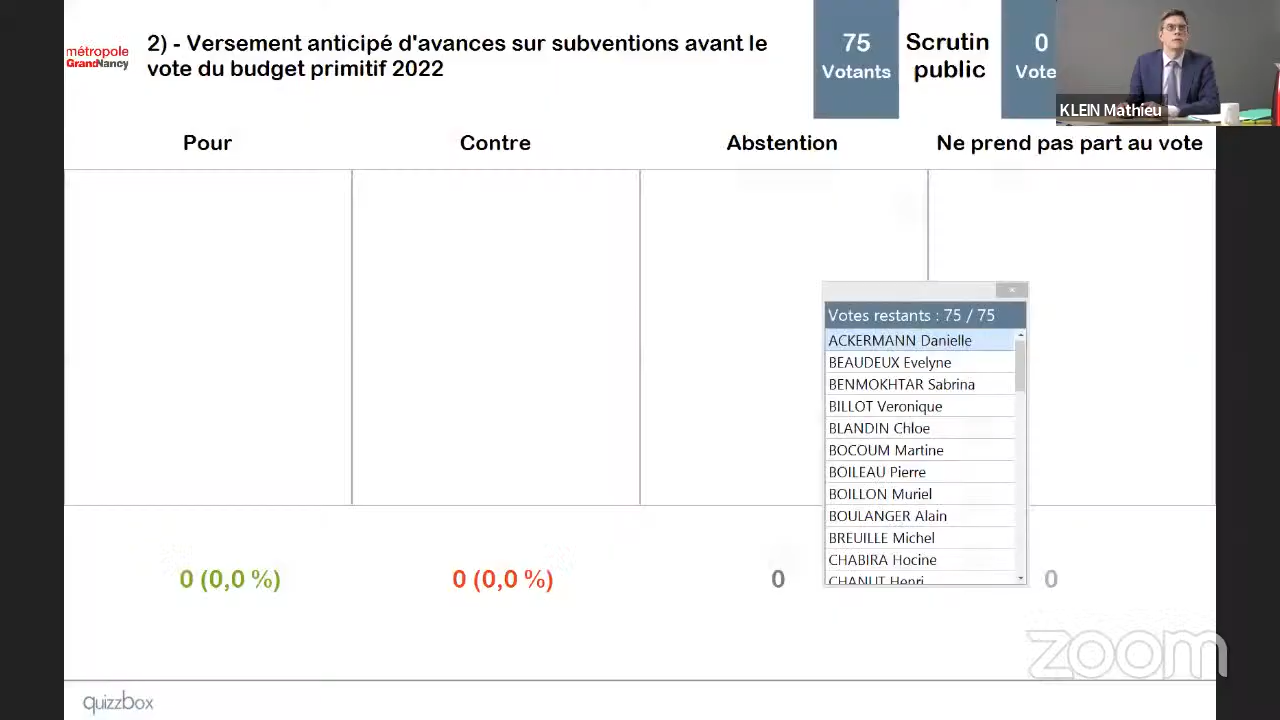 métropole
GrandNancy
2) - Versement anticipé d'avances sur subventions avant le
vote du budget primitif 2022
75
Votants
Scrutin
public
0
Vote
KLEIN Mathieu
Pour
Contre
Abstention
Ne prend pas part au vote
Votes restants : 75 / 75
ACKERMANN Danielle
BEAUDEUX Evelyne
BENMOKHTAR Sabrina
BILLOT Veronique
BLANDIN Chloe
BOCOUM Martine
BOILEAU Pierre
BOILLON Muriel
BOULANGER Alain
BREUILLE Michel
CHABIRA Hocine
CHANUT Henri
0 (0,0 %)
0 (0,0 %)
0
0
zoom
quizzbox